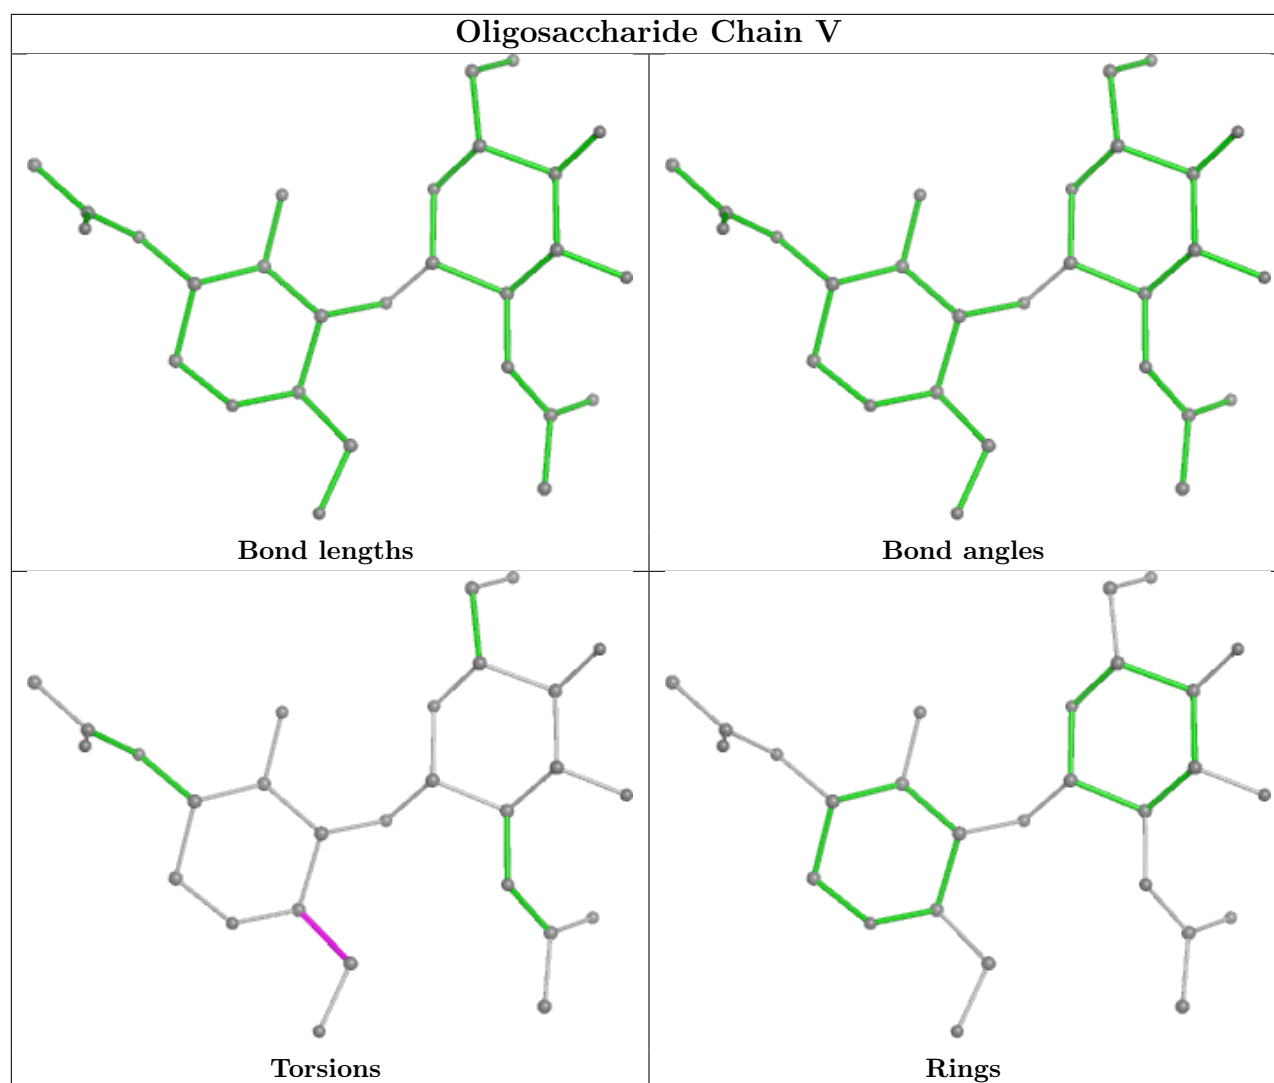 Oligosaccharide Chain V
Bond lengths
Bond angles
Torsions
Rings